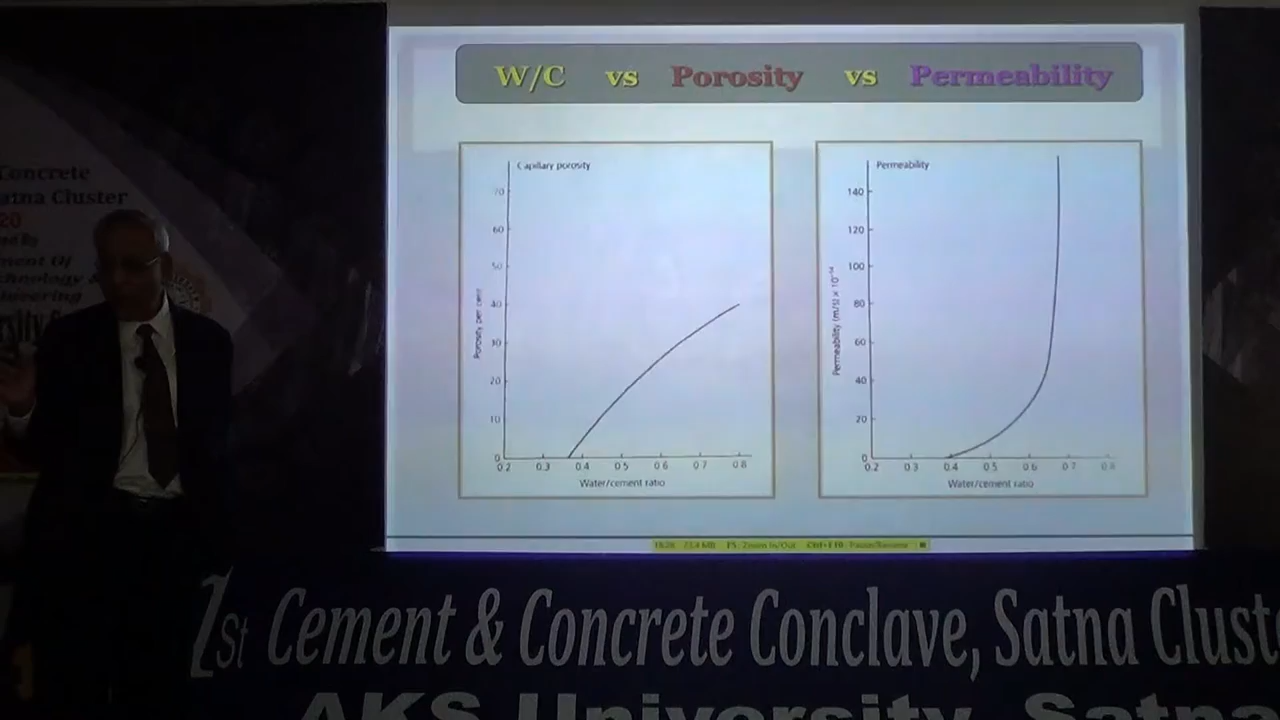 W/C vs Porosity vs Permeability
Capillary porosity
70
60
50
40
30
20
10
0
Porosity per cent
0.2 0.3 0.4 0.5 0.6 0.7 0.8
Water/cement ratio
Permeability
140
120
100
80
60
40
20
0
Permeability (m/s) × 10⁻¹⁴
0.2 0.3 0.4 0.5 0.6 0.7 0.8
Water/cement ratio
Concrete
Satna Cluster
20
1St Cement & Concrete Conclave, Satna Clust
AKS University, Satna